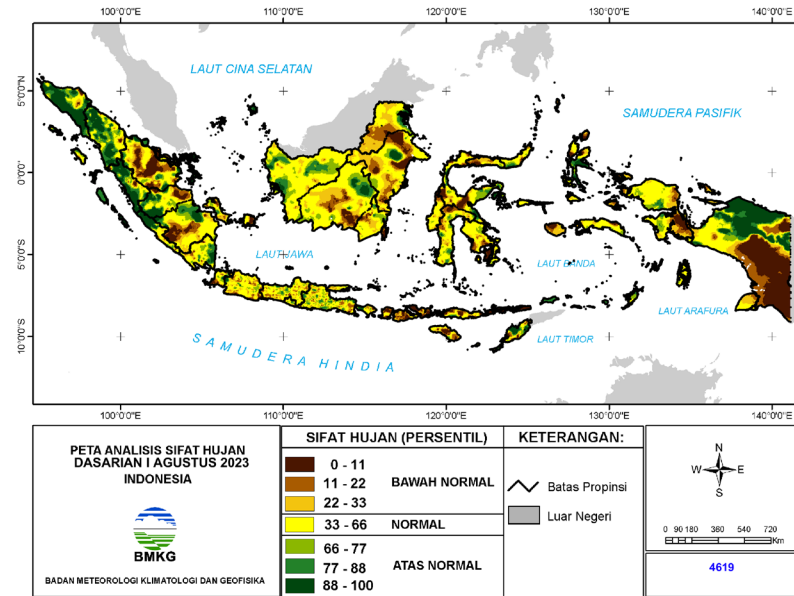 100°0'0"E 110°0'0"E 120°0'0"E 130°0'0"E 140°0'0"E
LAUT CINA SELATAN
5°0'0"N
SAMUDERA PASIFIK
0°0'0"
LAUT JAWA
5°0'0"S
LAUT BANDA
LAUT ARAFURA
10°0'0"S
SAMUDERA HINDIA
LAUT TIMOR
100°0'0"E 110°0'0"E 120°0'0"E 130°0'0"E 140°0'0"E
PETA ANALISIS SIFAT HUJAN
DASARIAN I AGUSTUS 2023
INDONESIA
BMKG
BADAN METEOROLOGI KLIMATOLOGI DAN GEOFISIKA
SIFAT HUJAN (PERSENTIL)
0 - 11
11 - 22 BAWAH NORMAL
22 - 33
33 - 66 NORMAL
66 - 77
77 - 88 ATAS NORMAL
88 - 100
KETERANGAN:
Batas Propinsi
Luar Negeri
N
W E
S
0 90 180 360 540 720
Km
4619